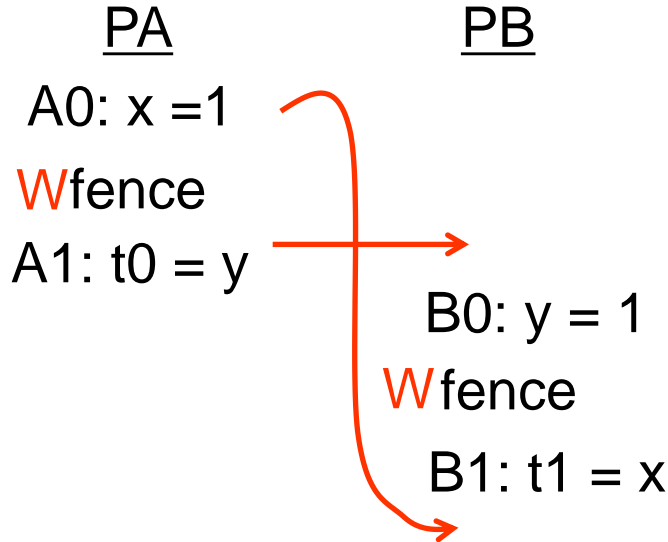 PA
A0: x =1
Wfence
A1: t0 = y
PB
B0: y = 1
Wfence
B1: t1 = x